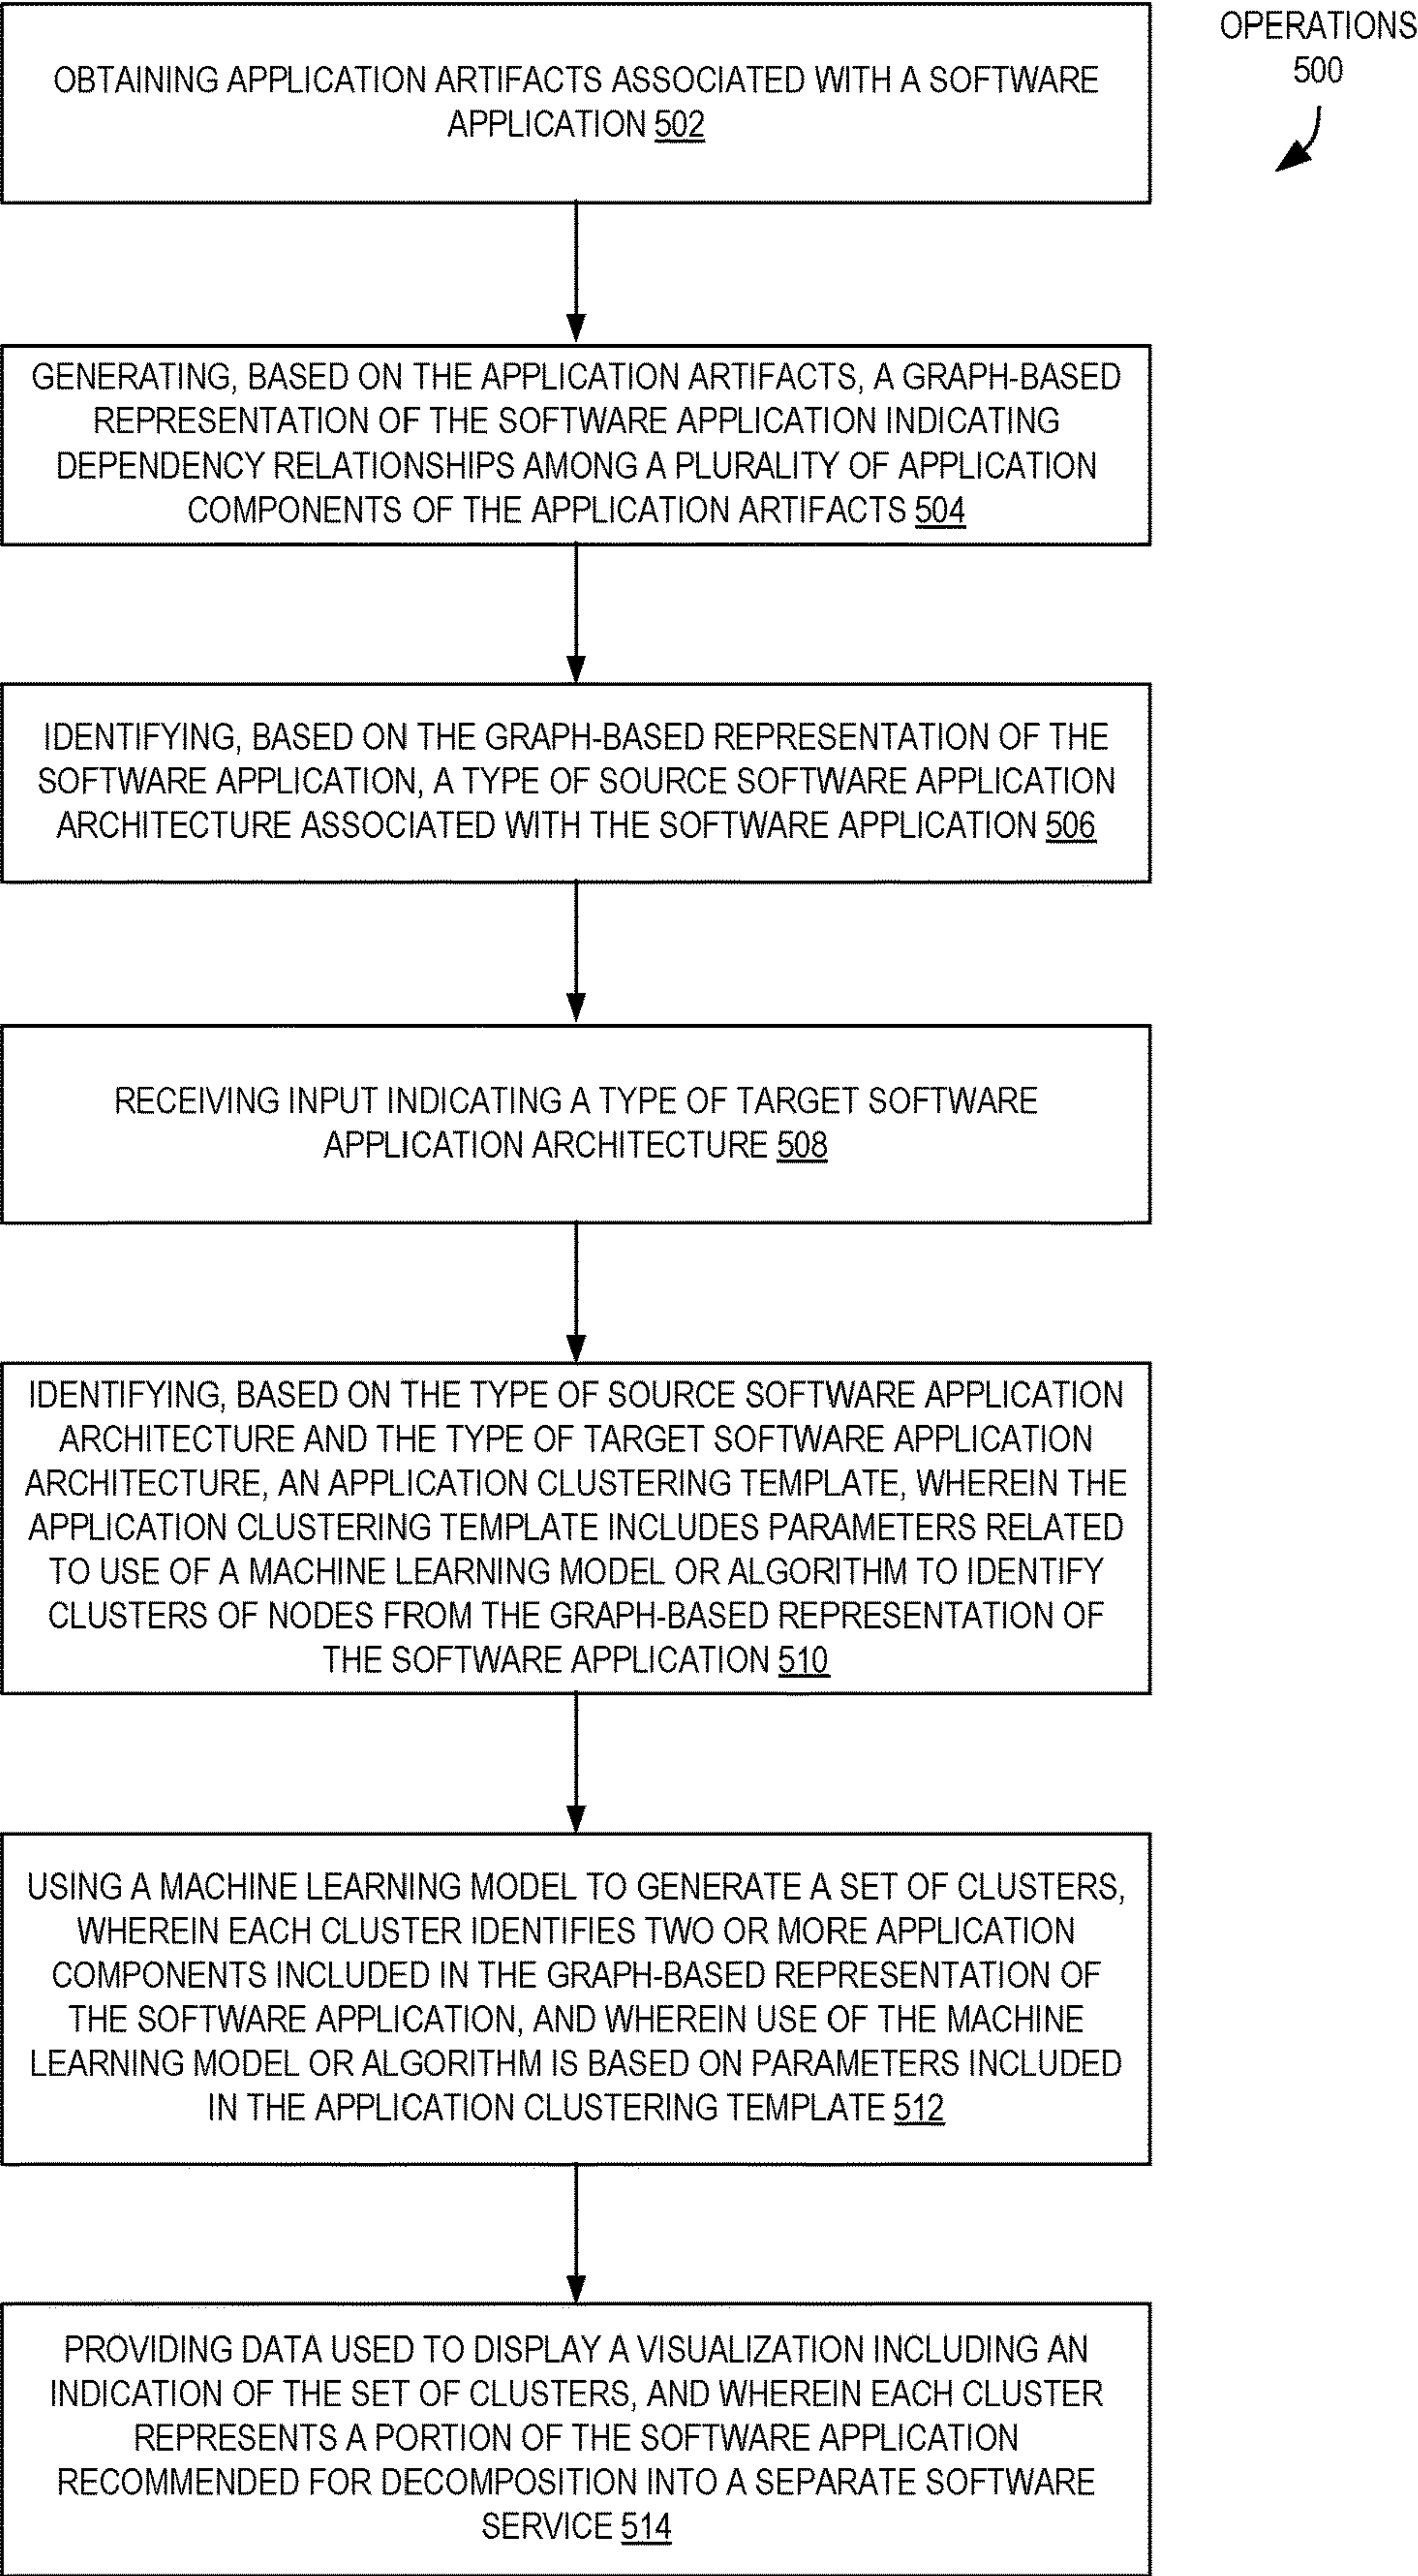 OPERATIONS
500
OBTAINING APPLICATION ARTIFACTS ASSOCIATED WITH A SOFTWARE
APPLICATION 502
GENERATING, BASED ON THE APPLICATION ARTIFACTS, A GRAPH-BASED
REPRESENTATION OF THE SOFTWARE APPLICATION INDICATING
DEPENDENCY RELATIONSHIPS AMONG A PLURALITY OF APPLICATION
COMPONENTS OF THE APPLICATION ARTIFACTS 504
IDENTIFYING, BASED ON THE GRAPH-BASED REPRESENTATION OF THE
SOFTWARE APPLICATION, A TYPE OF SOURCE SOFTWARE APPLICATION
ARCHITECTURE ASSOCIATED WITH THE SOFTWARE APPLICATION 506
RECEIVING INPUT INDICATING A TYPE OF TARGET SOFTWARE
APPLICATION ARCHITECTURE 508
IDENTIFYING, BASED ON THE TYPE OF SOURCE SOFTWARE APPLICATION
ARCHITECTURE AND THE TYPE OF TARGET SOFTWARE APPLICATION
ARCHITECTURE, AN APPLICATION CLUSTERING TEMPLATE, WHEREIN THE
APPLICATION CLUSTERING TEMPLATE INCLUDES PARAMETERS RELATED
TO USE OF A MACHINE LEARNING MODEL OR ALGORITHM TO IDENTIFY
CLUSTERS OF NODES FROM THE GRAPH-BASED REPRESENTATION OF
THE SOFTWARE APPLICATION 510
USING A MACHINE LEARNING MODEL TO GENERATE A SET OF CLUSTERS,
WHEREIN EACH CLUSTER IDENTIFIES TWO OR MORE APPLICATION
COMPONENTS INCLUDED IN THE GRAPH-BASED REPRESENTATION OF
THE SOFTWARE APPLICATION, AND WHEREIN USE OF THE MACHINE
LEARNING MODEL OR ALGORITHM IS BASED ON PARAMETERS INCLUDED
IN THE APPLICATION CLUSTERING TEMPLATE 512
PROVIDING DATA USED TO DISPLAY A VISUALIZATION INCLUDING AN
INDICATION OF THE SET OF CLUSTERS, AND WHEREIN EACH CLUSTER
REPRESENTS A PORTION OF THE SOFTWARE APPLICATION
RECOMMENDED FOR DECOMPOSITION INTO A SEPARATE SOFTWARE
SERVICE 514